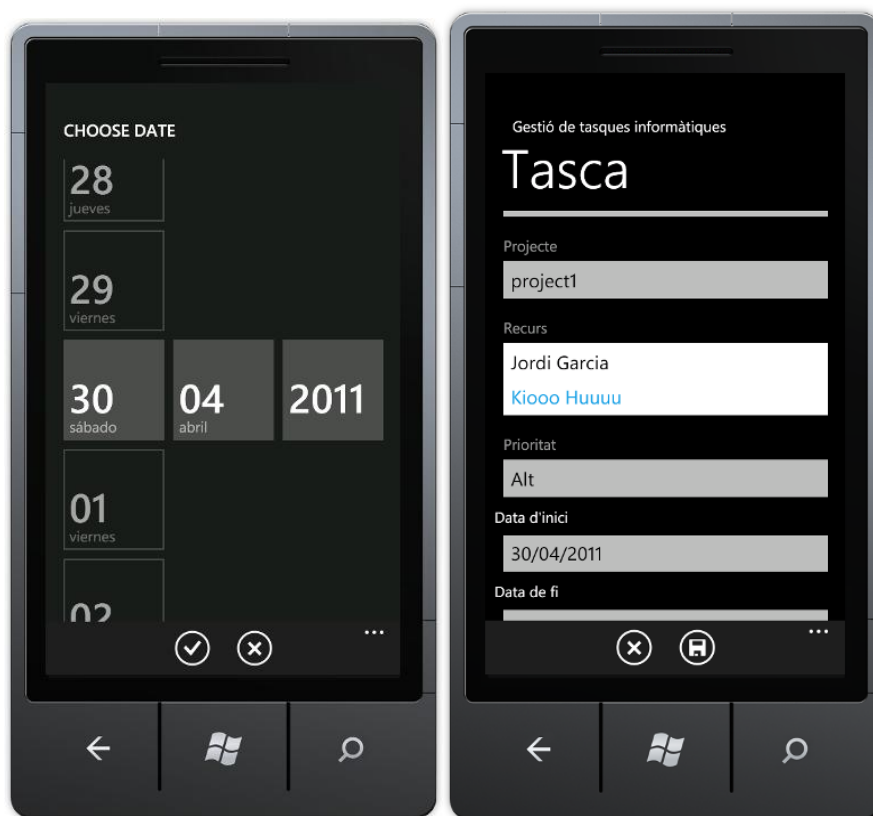 CHOOSE DATE
28
jueves
29
viernes
30
sábado
04
abril
2011
01
viernes
02
Gestió de tasques informàtiques
Tasca
Projecte
project1
Recurs
Jordi Garcia
Kiooo Huuuu
Prioritat
Alt
Data d'inici
30/04/2011
Data de fi